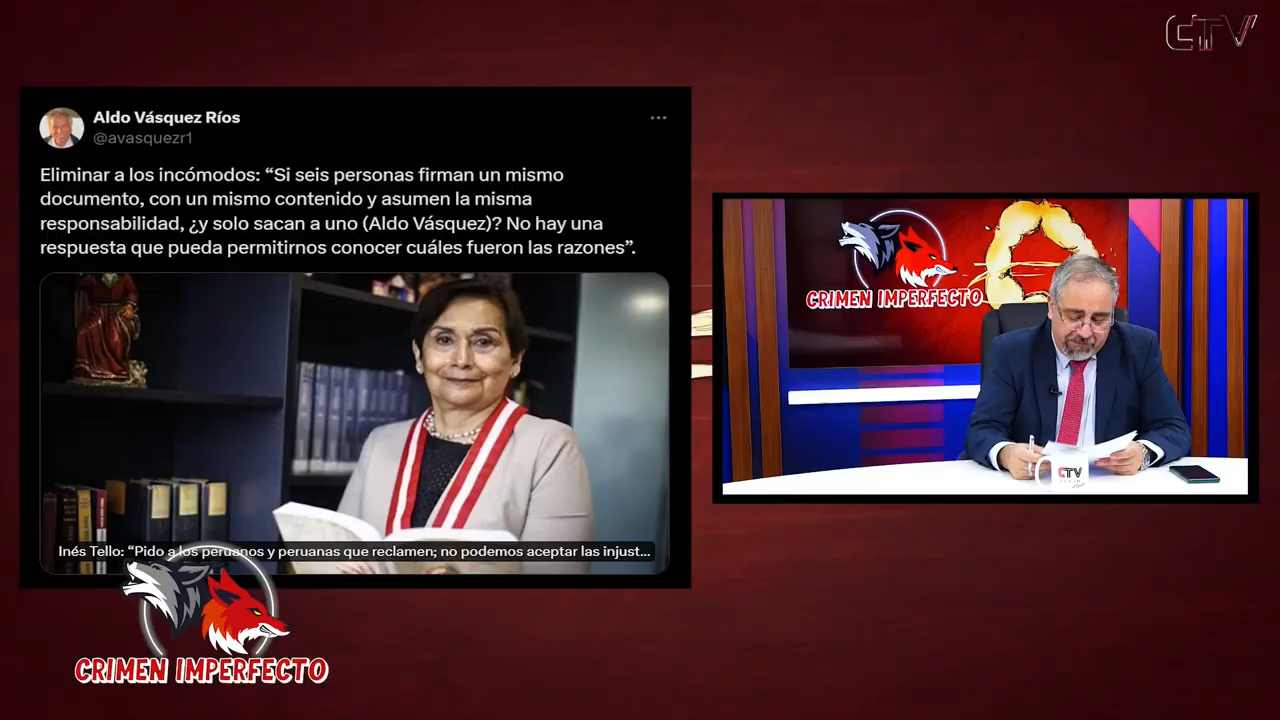 CTV
Aldo Vásquez Ríos
@avasquezr1
Eliminar a los incómodos: “Si seis personas firman un mismo
documento, con un mismo contenido y asumen la misma
responsabilidad, ¿y solo sacan a uno (Aldo Vásquez)? No hay una
respuesta que pueda permitirnos conocer cuáles fueron las razones”.
Inés Tello: “Pido a los peruanos y peruanas que reclamen; no podemos aceptar las injust...
CRIMEN IMPERFECTO
CTV
CRIMEN IMPERFECTO